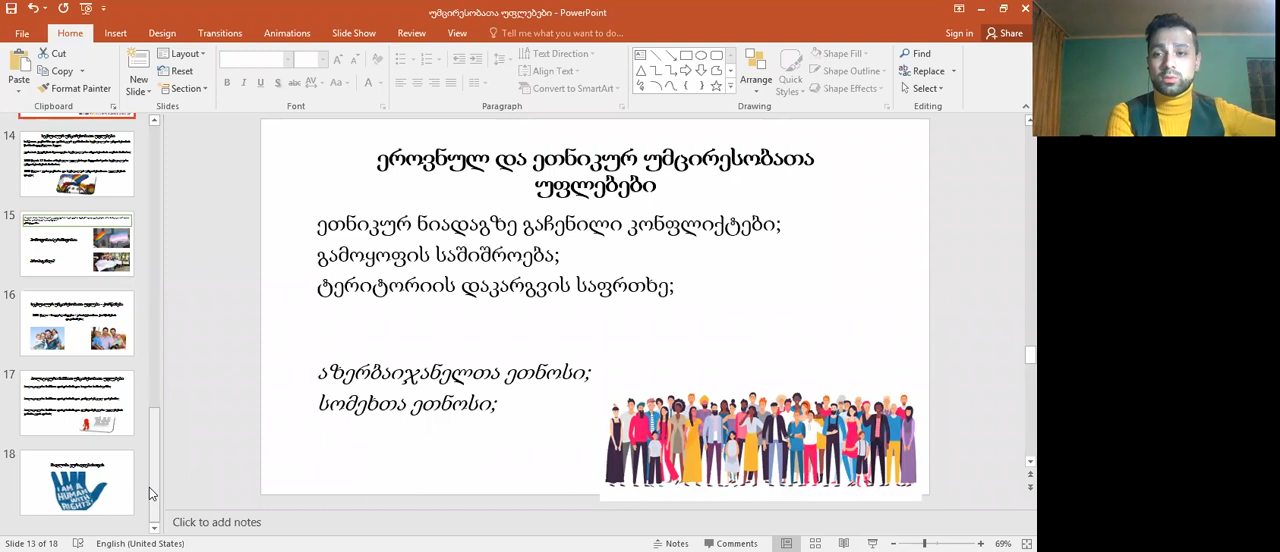 უმცირესობათა უფლებები - PowerPoint
File Home Insert Design Transitions Animations Slide Show Review View Tell me what you want to do... Sign in Share
Paste
Cut
Copy
Format Painter
New Slide
Layout
Reset
Section
Text Direction
Align Text
Convert to SmartArt
Arrange
Quick Styles
Shape Fill
Shape Outline
Shape Effects
Find
Replace
Select
Clipboard Slides Font Paragraph Drawing Editing
14
15
16
17
18
I AM A
HUMAN
WITH
RIGHTS
ეროვნულ და ეთნიკურ უმცირესობათა
უფლებები
ეთნიკურ ნიადაგზე გაჩენილი კონფლიქტები;
გამოყოფის საშიშროება;
ტერიტორიის დაკარგვის საფრთხე;
აზერბაიჯანელთა ეთნოსი;
სომეხთა ეთნოსი;
Click to add notes
Slide 13 of 18 English (United States) Notes Comments 69%